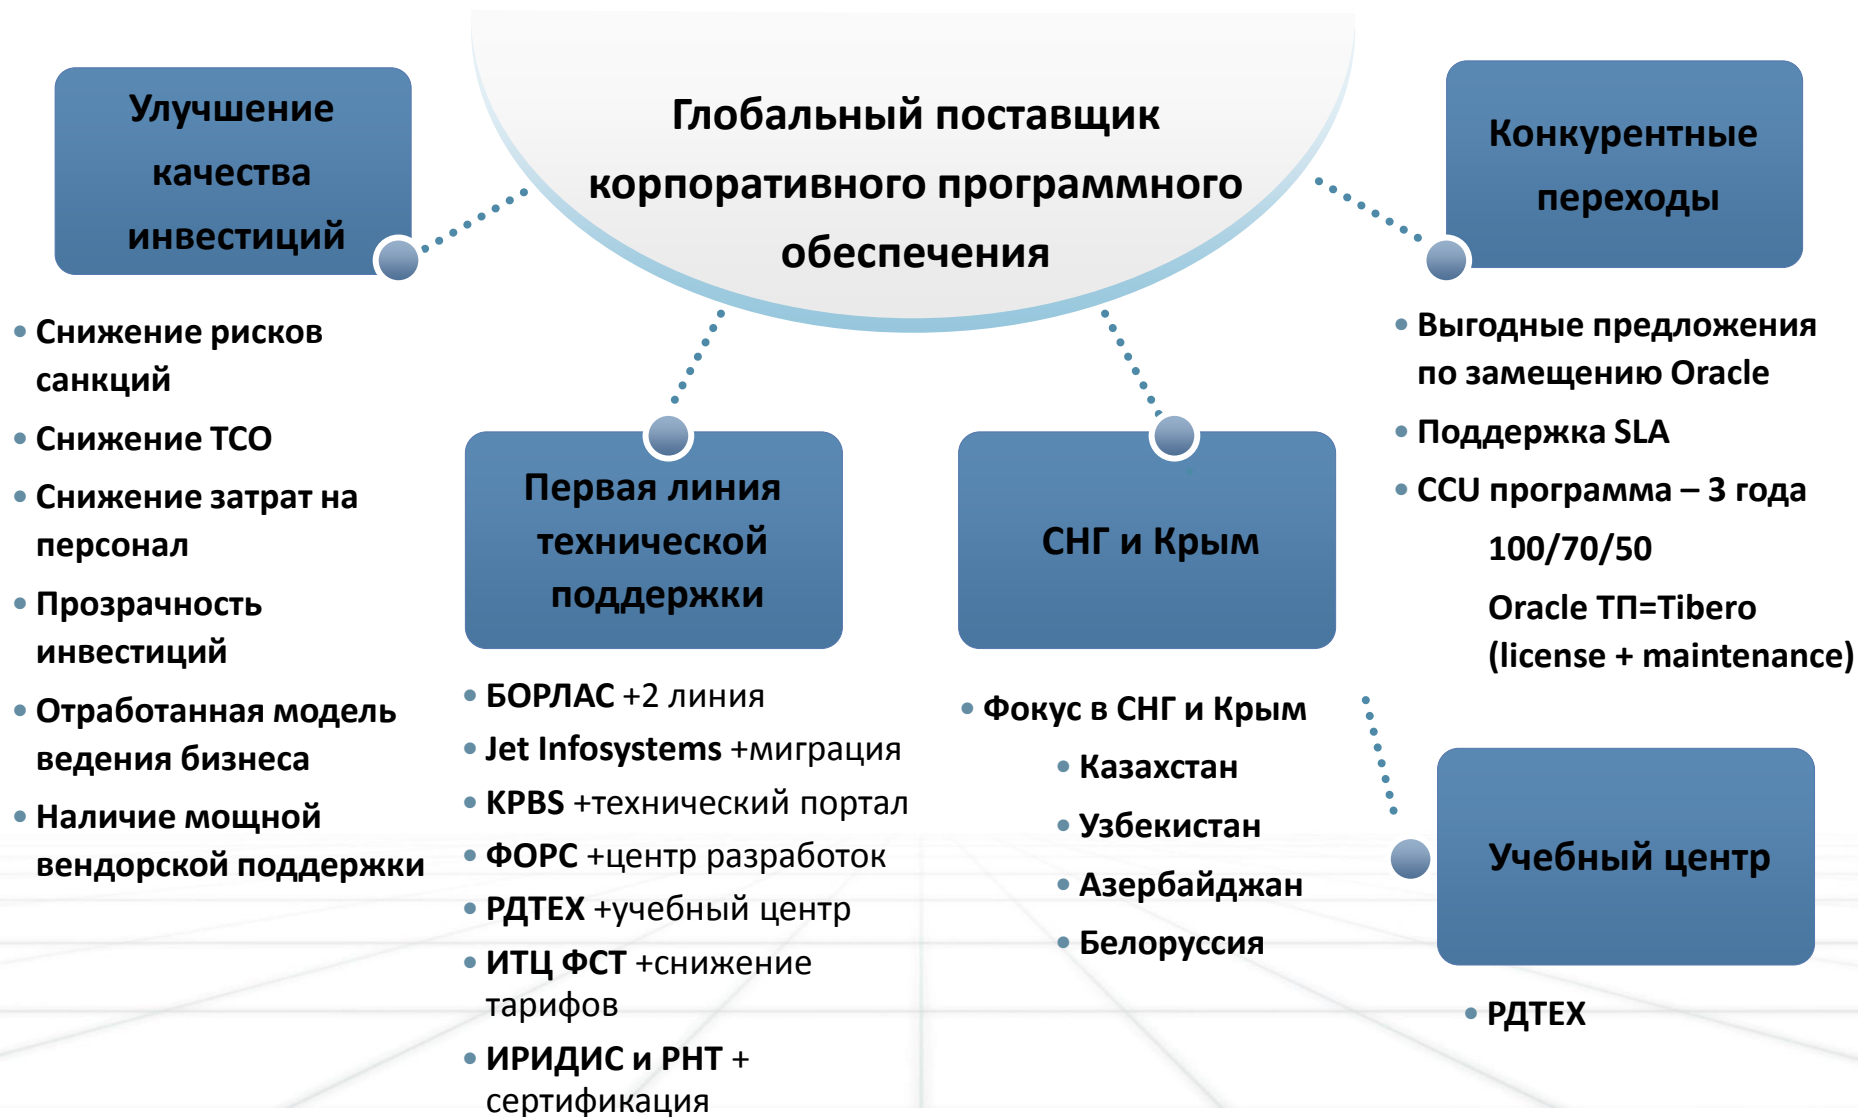 Глобальный поставщик
корпоративного программного
обеспечения
Улучшение
качества
инвестиций
• Снижение рисков
санкций
• Снижение ТСО
• Снижение затрат на
персонал
• Прозрачность
инвестиций
• Отработанная модель
ведения бизнеса
• Наличие мощной
вендорской поддержки
Первая линия
технической
поддержки
• БОРЛАС +2 линия
• Jet Infosystems +миграция
• KPBS +технический портал
• ФОРС +центр разработок
• РДТЕХ +учебный центр
• ИТЦ ФСТ +снижение
тарифов
• ИРИДИС и РНТ +
сертификация
СНГ и Крым
• Фокус в СНГ и Крым
• Казахстан
• Узбекистан
• Азербайджан
• Белоруссия
Конкурентные
переходы
• Выгодные предложения
по замещению Oracle
• Поддержка SLA
• CCU программа – 3 года
100/70/50
Oracle ТП=Tibero
(license + maintenance)
Учебный центр
• РДТЕХ